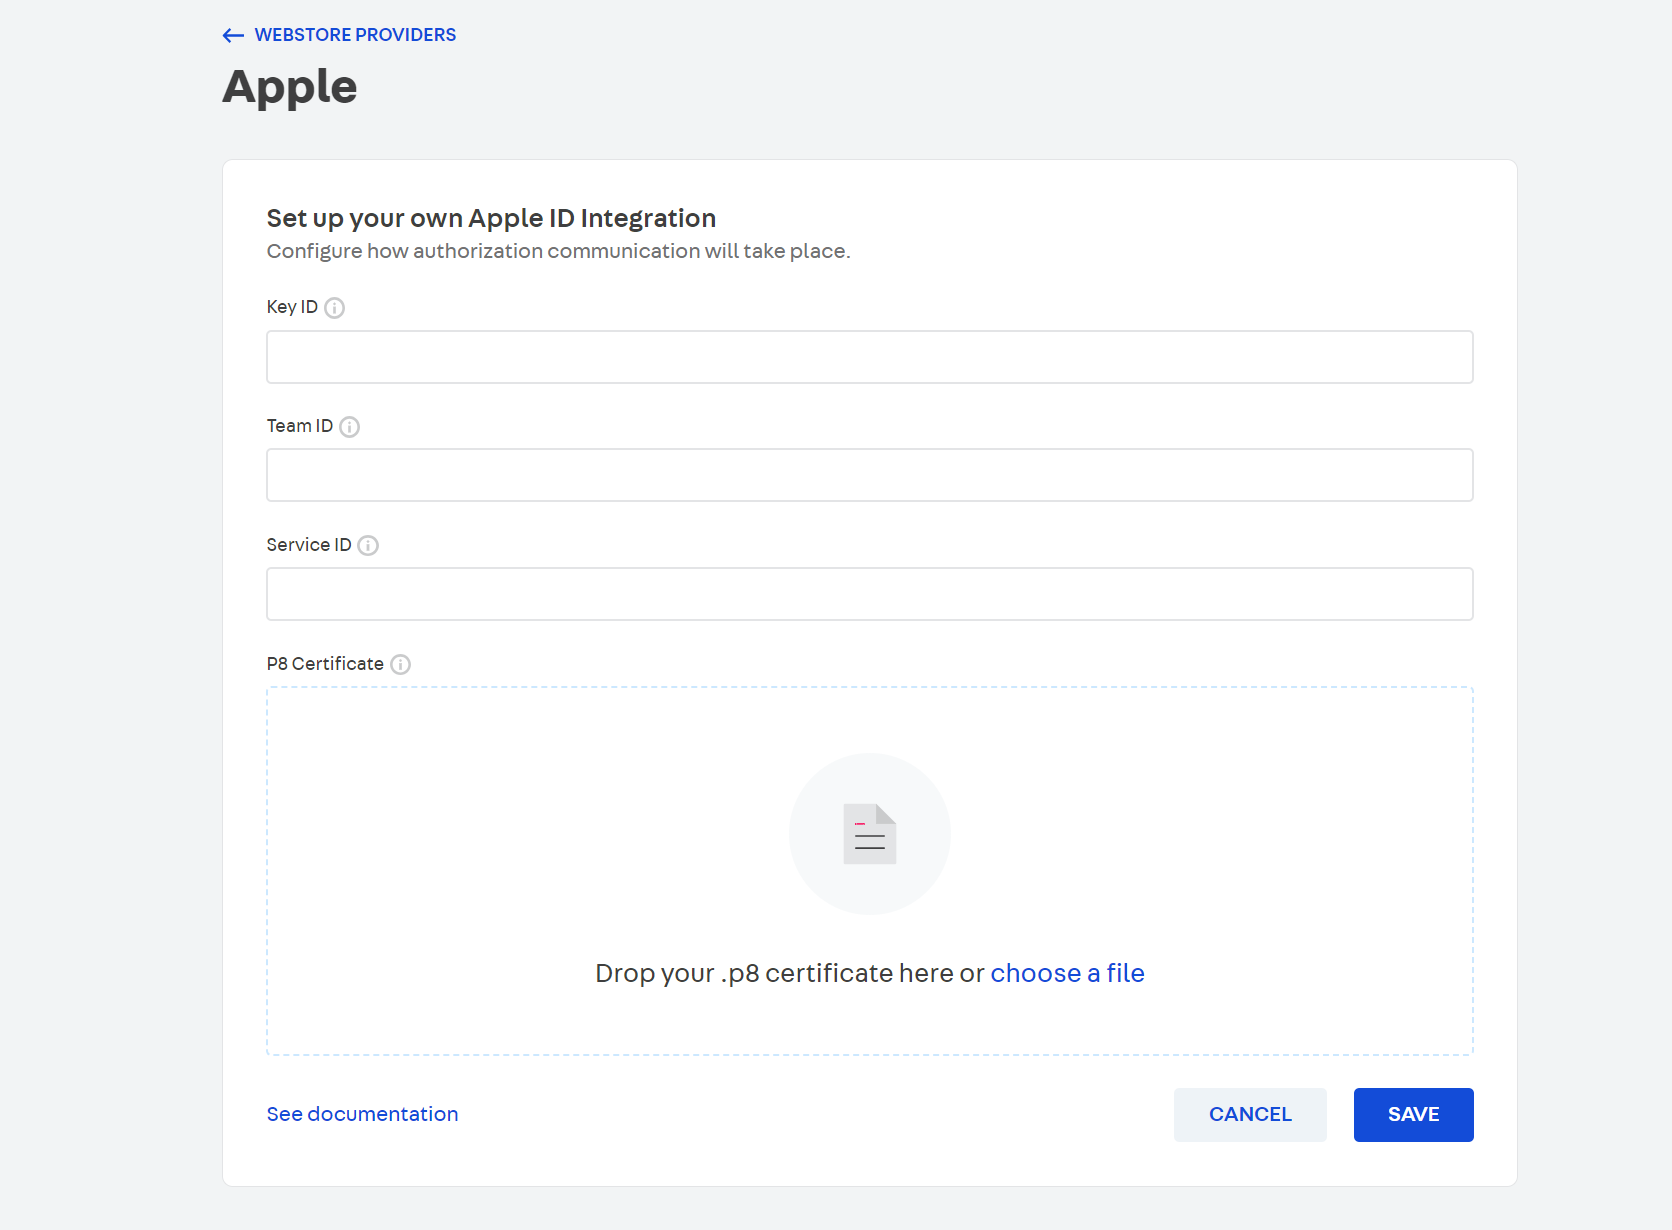 WEBSTORE PROVIDERS
Apple
Set up your own Apple ID Integration
Configure how authorization communication will take place.
Key ID
Team ID
Service ID
P8 Certificate
Drop your .p8 certificate here or choose a file
See documentation
CANCEL
SAVE